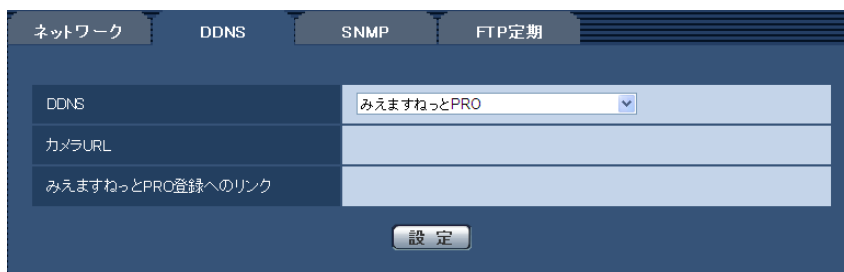 ネットワーク DDNS SNMP FTP定期
DDNS みえますねっとPRO
カメラURL
みえますねっとPRO登録へのリンク
設定